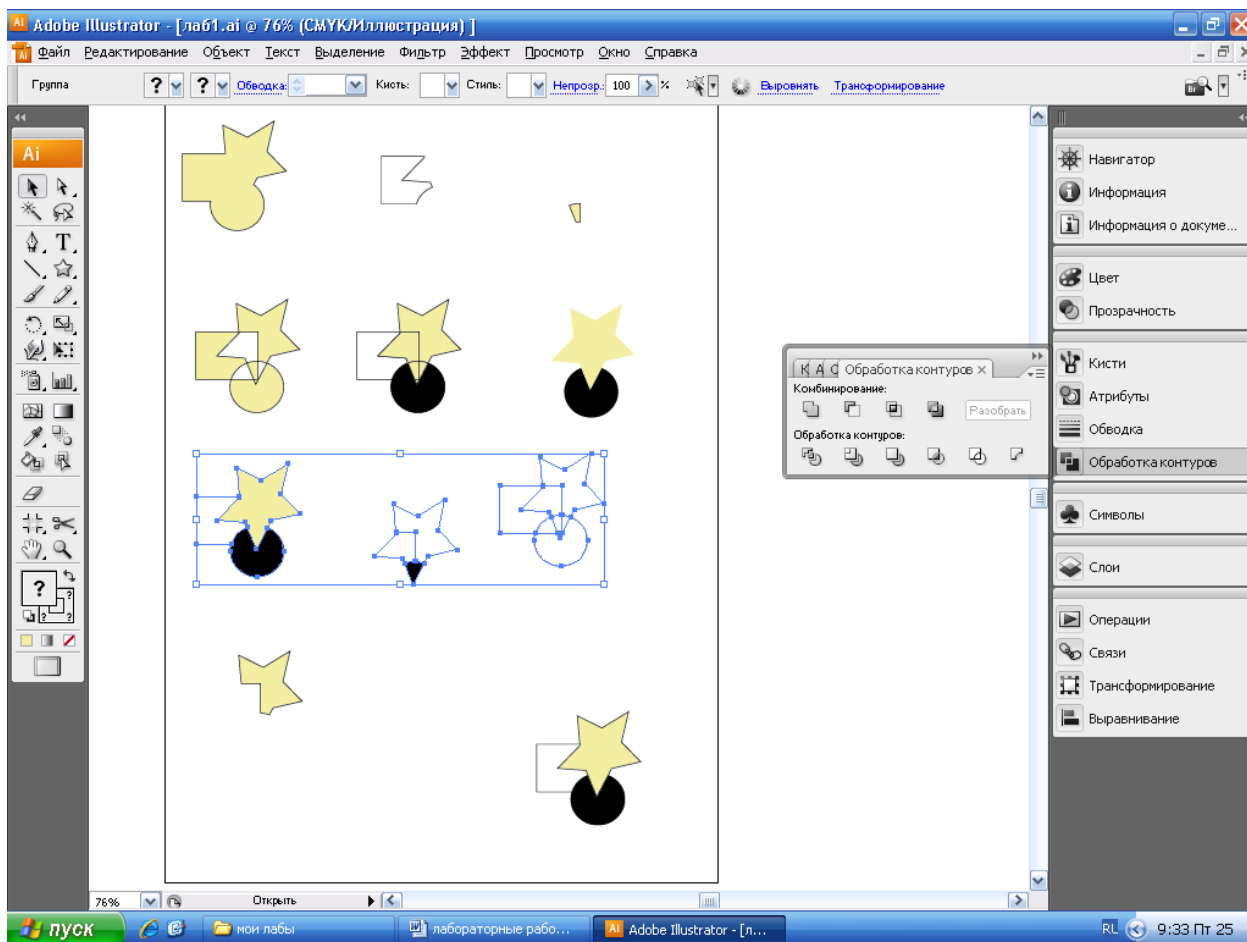 Adobe Illustrator - [лаб1.ai @ 76% (CMYK/Иллюстрация) ]
Файл Редактирование Объект Текст Выделение Фильтр Эффект Просмотр Окно Справка
Группа ? ? Обводка: Кисть: Стиль: Непрозр.: 100 % Выровнять Трансформирование
Ai
Навигатор
Информация
Информация о докуме...
Цвет
Прозрачность
Кисти
Атрибуты
Обводка
Обработка контуров
Символы
Слои
Операции
Связи
Трансформирование
Выравнивание
К А С Обработка контуров ×
Комбинирование:
Разобрать
Обработка контуров:
76% Открыть
пуск мои лабы лабораторные рабо... Adobe Illustrator - [л... RL 9:33 Пт 25